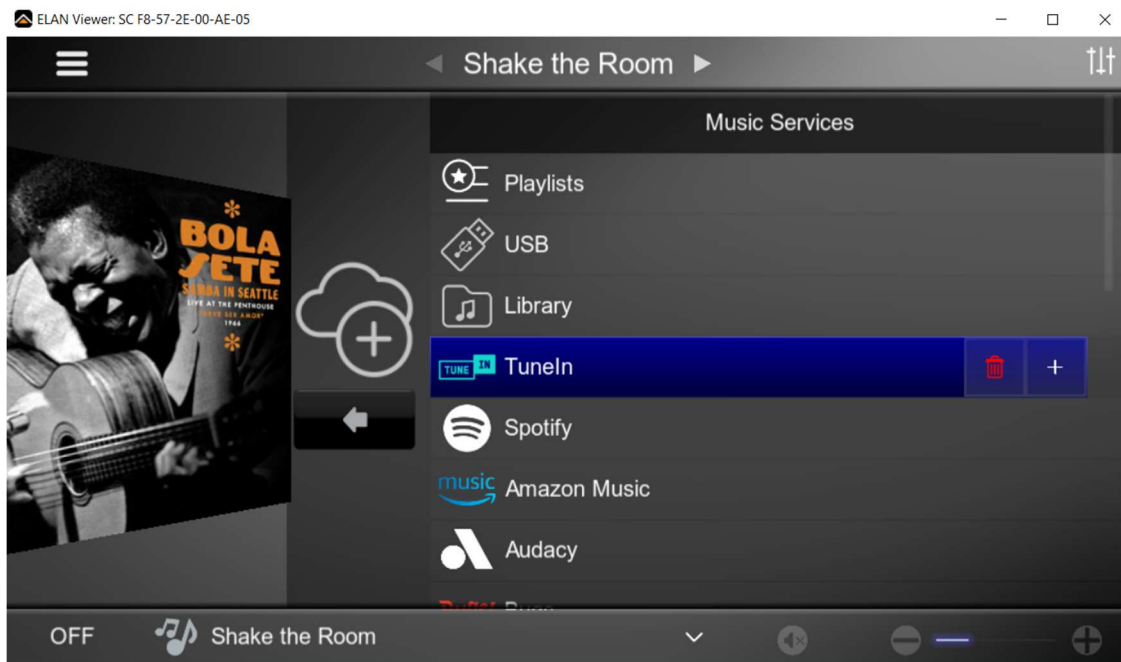 ELAN Viewer: SC F8-57-2E-00-AE-05
Shake the Room
Music Services
BOLA
SETE
SAMBA IN SEATTLE
LIVE AT THE PENTHOUSE
1966
Playlists
USB
Library
TUNE IN TuneIn
Spotify
music Amazon Music
Audacy
OFF
Shake the Room